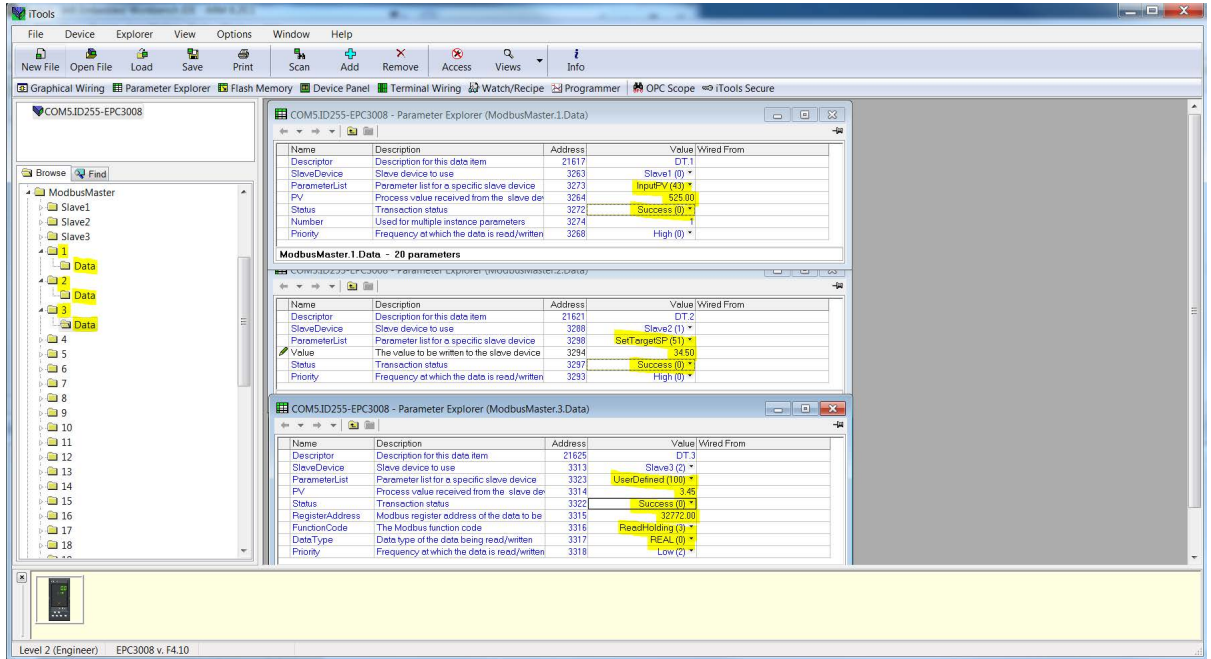 iTools
File Device Explorer View Options Window Help
New File Open File Load Save Print Scan Add Remove Access Views Info
Graphical Wiring Parameter Explorer Flash Memory Device Panel Terminal Wiring Watch/Recipe Programmer OPC Scope iTools Secure
COM5.ID255-EPC3008
Browse Find
ModbusMaster
Slave1
Slave2
Slave3
1
Data
2
Data
3
Data
4
5
6
7
8
9
10
11
12
13
14
15
16
17
18
COM5.ID255-EPC3008 - Parameter Explorer (ModbusMaster.1.Data)
Name Description Address Value Wired From
Descriptor Description for this data item 21617 DT.1
SlaveDevice Slave device to use 3263 Slave1 (0)
ParameterList Parameter list for a specific slave device 3273 InputPV (43)
PV Process value received from the slave dev 3264 525.00
Status Transaction status 3272 Success (0)
Number Used for multiple instance parameters 3274 1
Priority Frequency at which the data is read/written 3268 High (0)
ModbusMaster.1.Data - 20 parameters
COM5.ID255-EPC3008 - Parameter Explorer (ModbusMaster.2.Data)
Name Description Address Value Wired From
Descriptor Description for this data item 21621 DT.2
SlaveDevice Slave device to use 3288 Slave2 (1)
ParameterList Parameter list for a specific slave device 3298 SetTargetSP (51)
Value The value to be written to the slave device 3294 34.50
Status Transaction status 3297 Success (0)
Priority Frequency at which the data is read/written 3293 High (0)
COM5.ID255-EPC3008 - Parameter Explorer (ModbusMaster.3.Data)
Name Description Address Value Wired From
Descriptor Description for this data item 21625 DT.3
SlaveDevice Slave device to use 3313 Slave3 (2)
ParameterList Parameter list for a specific slave device 3323 UserDefined (100)
PV Process value received from the slave dev 3314 3.45
Status Transaction status 3322 Success (0)
RegisterAddress Modbus register address of the data to be 3315 32772.00
FunctionCode The Modbus function code 3316 ReadHolding (3)
DataType Data type of the data being read/written 3317 REAL (0)
Priority Frequency at which the data is read/written 3318 Low (2)
Level 2 (Engineer) EPC3008 v. F4.10